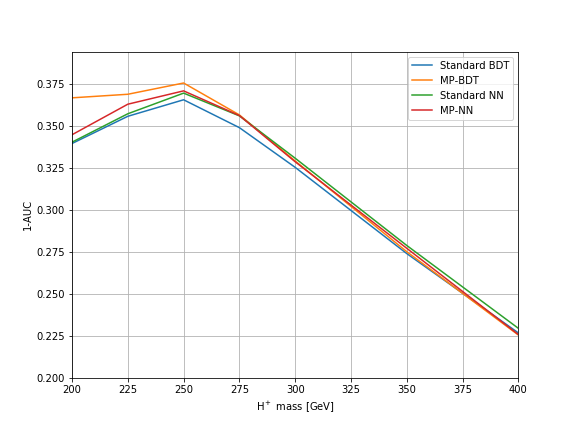 Standard BDT
MP-BDT
Standard NN
MP-NN
0.375
0.350
0.325
0.300
0.275
0.250
0.225
0.200
1-AUC
200 225 250 275 300 325 350 375 400
H⁺ mass [GeV]